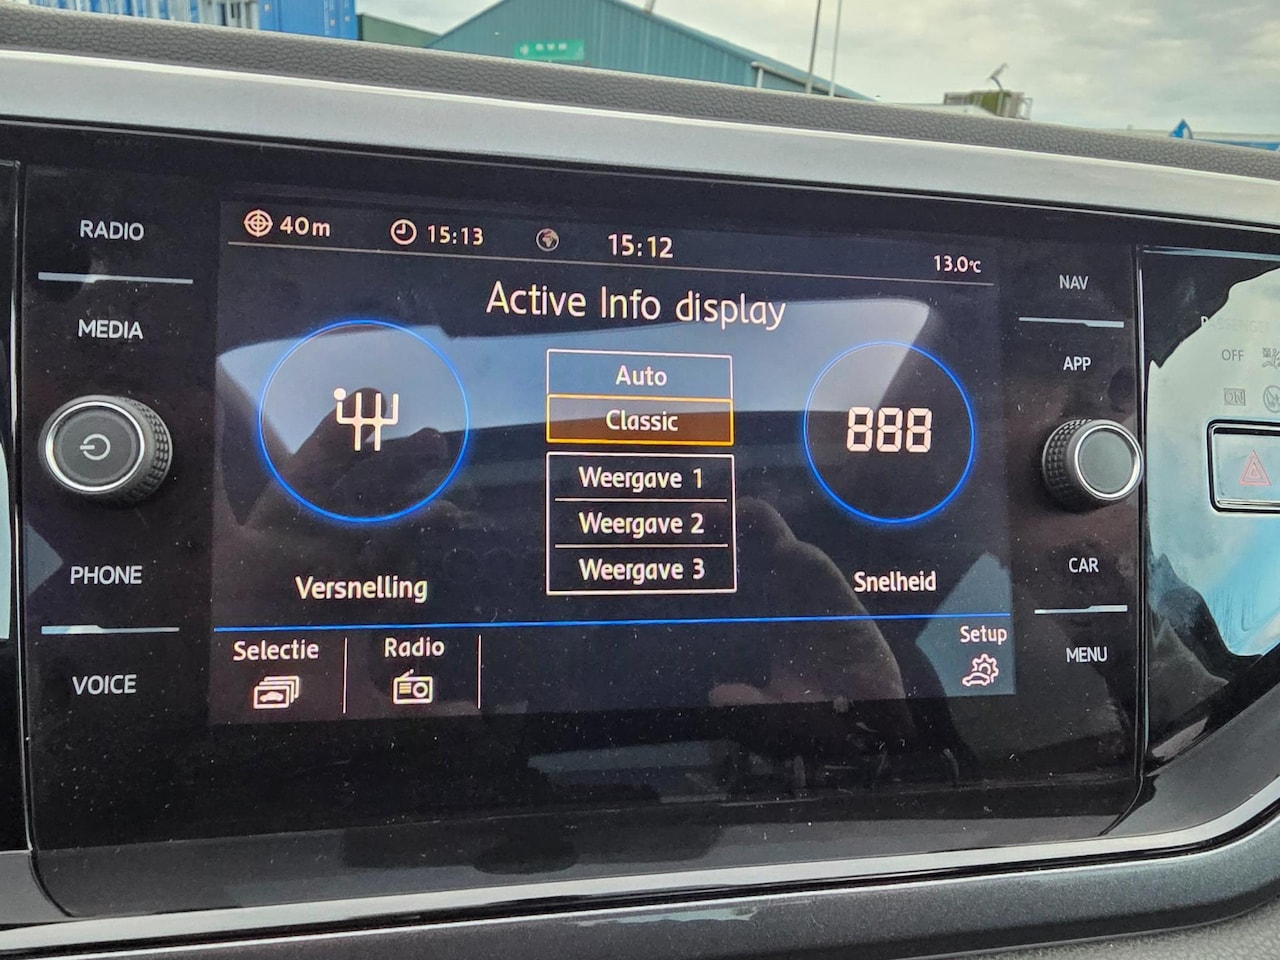 RADIO
MEDIA
PHONE
VOICE
40m
15:13
15:12
13.0°C
Active Info display
Auto
Classic
Weergave 1
Weergave 2
Weergave 3
888
Versnelling
Snelheid
Selectie
Radio
Setup
NAV
APP
CAR
MENU
PASSENGER
OFF
ON